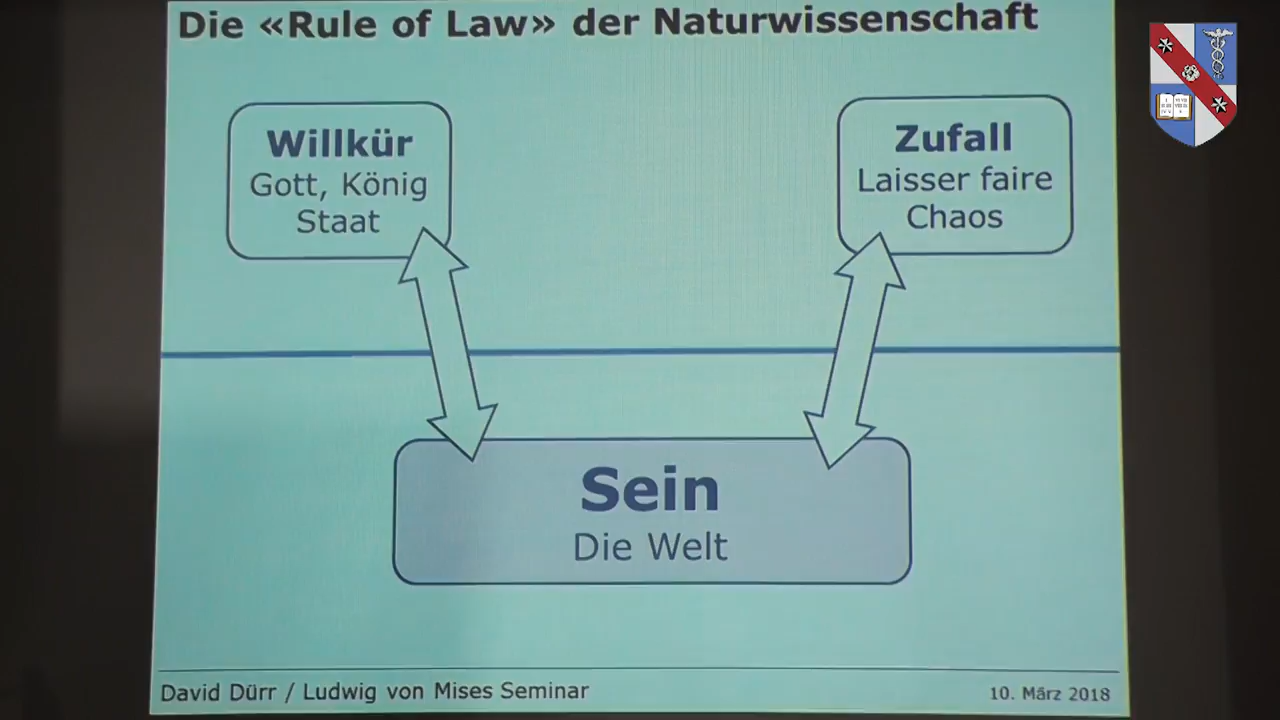 Die «Rule of Law» der Naturwissenschaft
Willkür
Gott, König
Staat
Zufall
Laisser faire
Chaos
Sein
Die Welt
David Dürr / Ludwig von Mises Seminar
10. März 2018